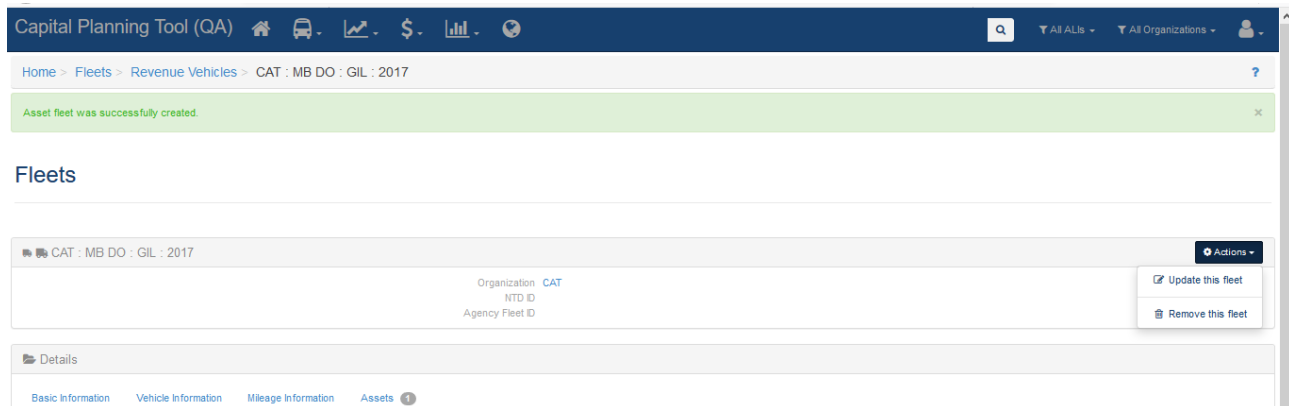 Capital Planning Tool (QA) $ All ALIs All Organizations
Home > Fleets > Revenue Vehicles > CAT : MB DO : GIL : 2017 ?
Asset fleet was successfully created. ×
Fleets
CAT : MB DO : GIL : 2017 Actions
Organization CAT
Update this fleet
NTD ID
Agency Fleet ID
Remove this fleet
Details
Basic Information Vehicle Information Mileage Information Assets 1